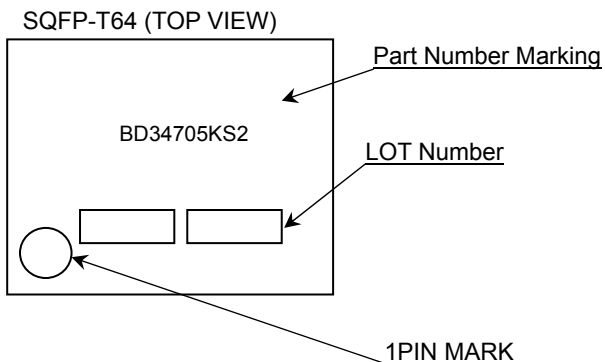 SQFP-T64 (TOP VIEW)
Part Number Marking
BD34705KS2
LOT Number
1PIN MARK